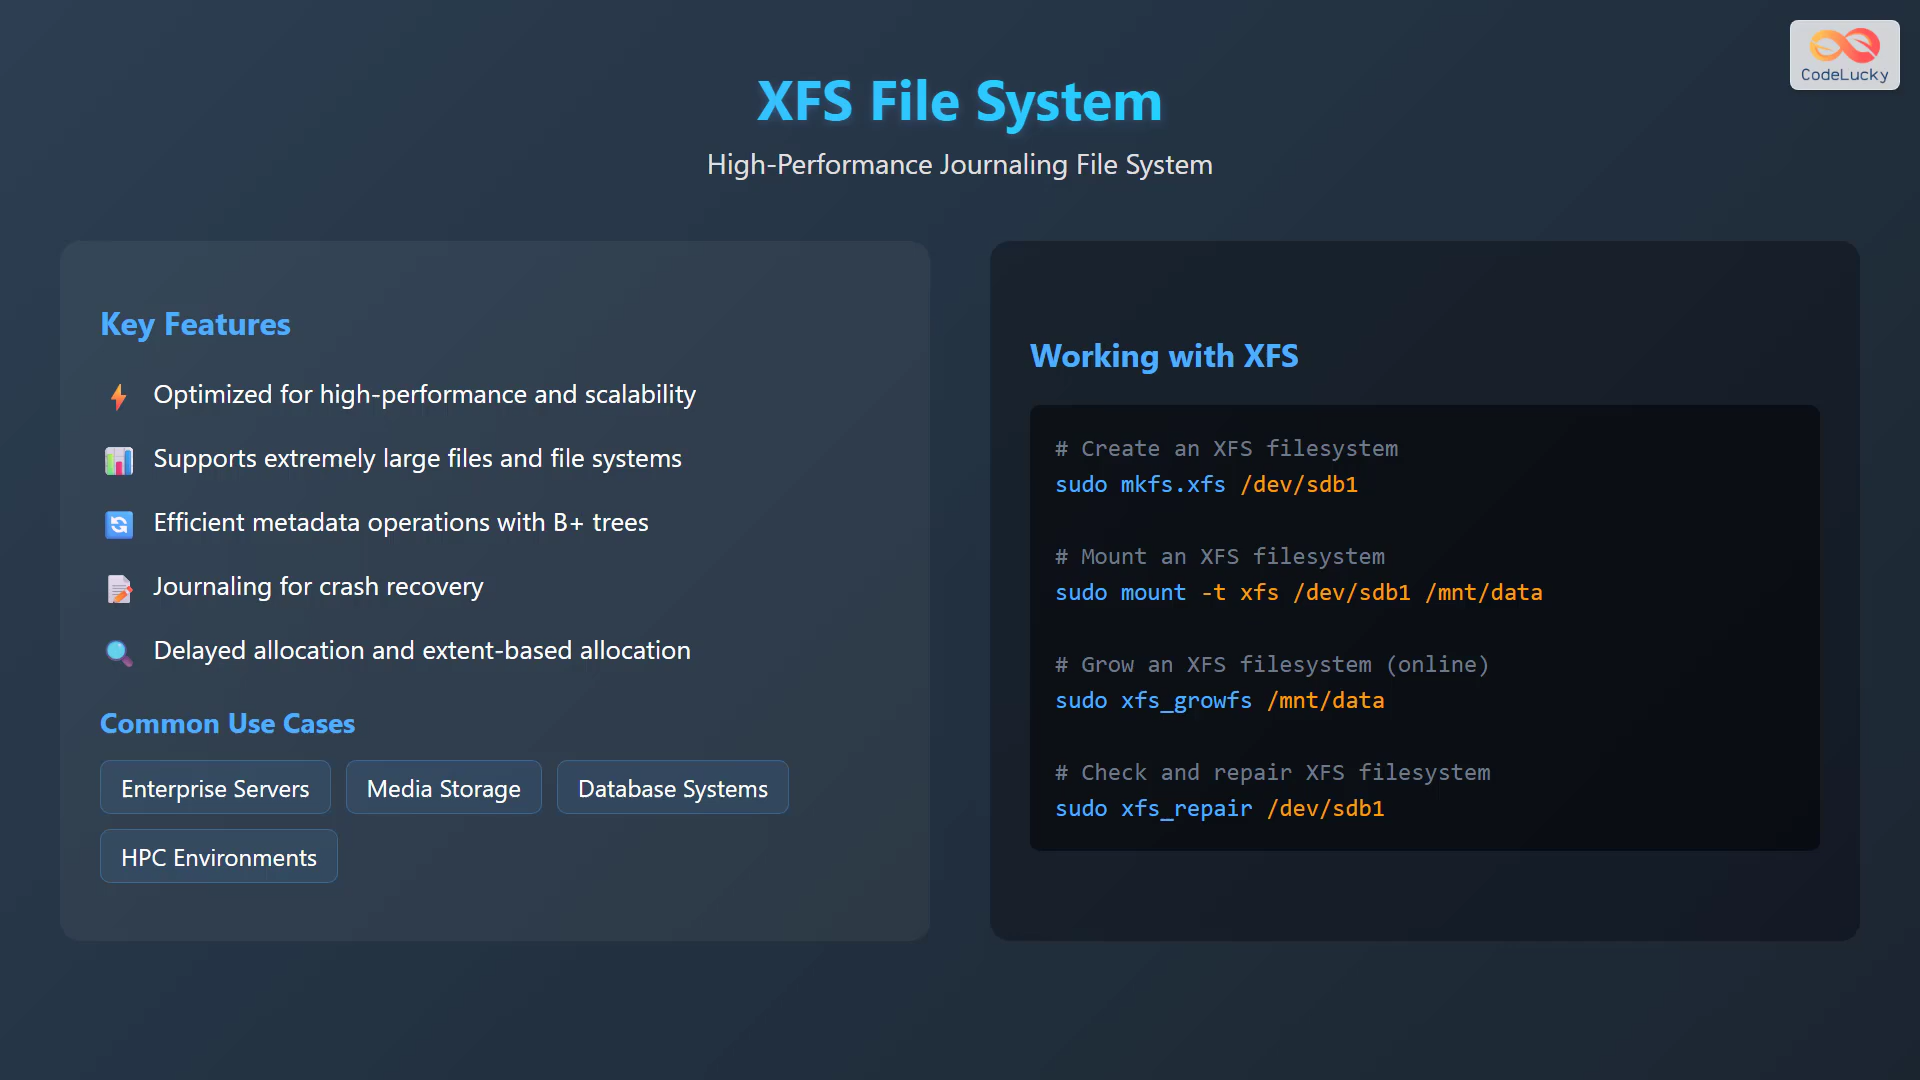 CodeLucky
XFS File System
High-Performance Journaling File System
Key Features
Optimized for high-performance and scalability
Supports extremely large files and file systems
Efficient metadata operations with B+ trees
Journaling for crash recovery
Delayed allocation and extent-based allocation
Common Use Cases
Enterprise Servers
Media Storage
Database Systems
HPC Environments
Working with XFS
# Create an XFS filesystem
sudo mkfs.xfs /dev/sdb1
# Mount an XFS filesystem
sudo mount -t xfs /dev/sdb1 /mnt/data
# Grow an XFS filesystem (online)
sudo xfs_growfs /mnt/data
# Check and repair XFS filesystem
sudo xfs_repair /dev/sdb1